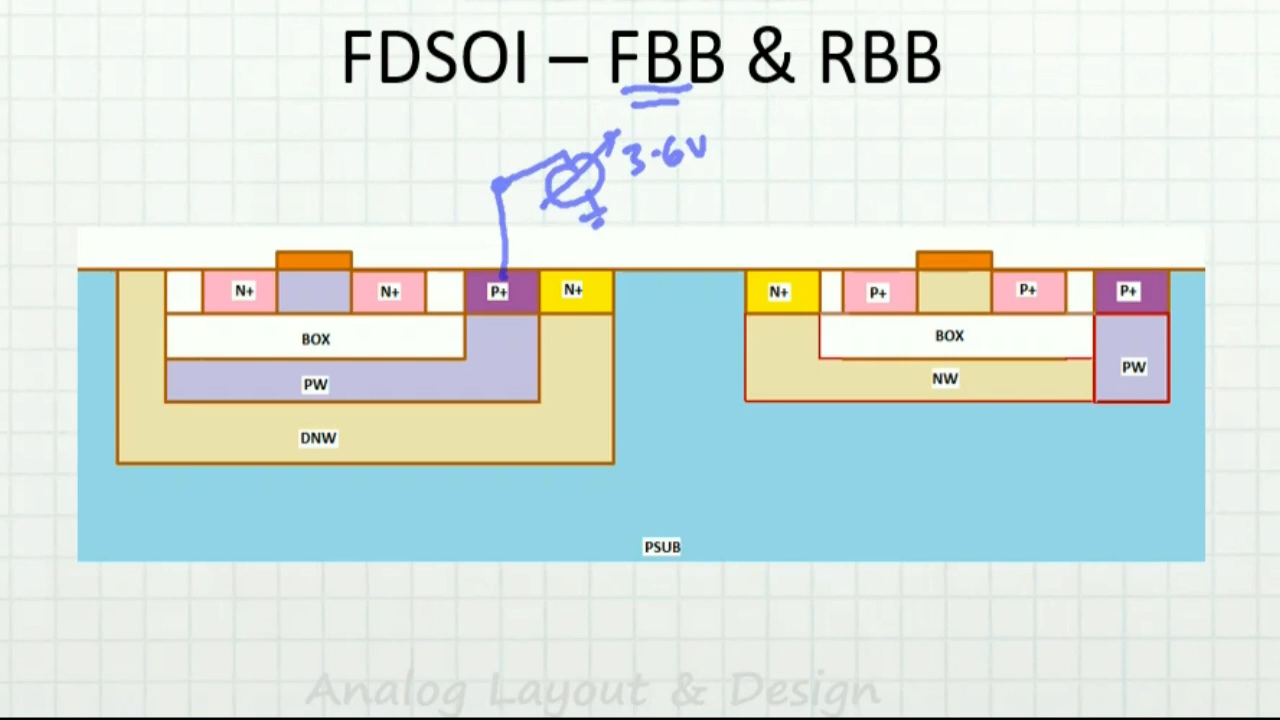 FDSOI – FBB & RBB
3.6V
N+ N+ P+ N+ N+ P+ P+ P+
BOX BOX
PW NW PW
DNW
PSUB
Analog Layout & Design